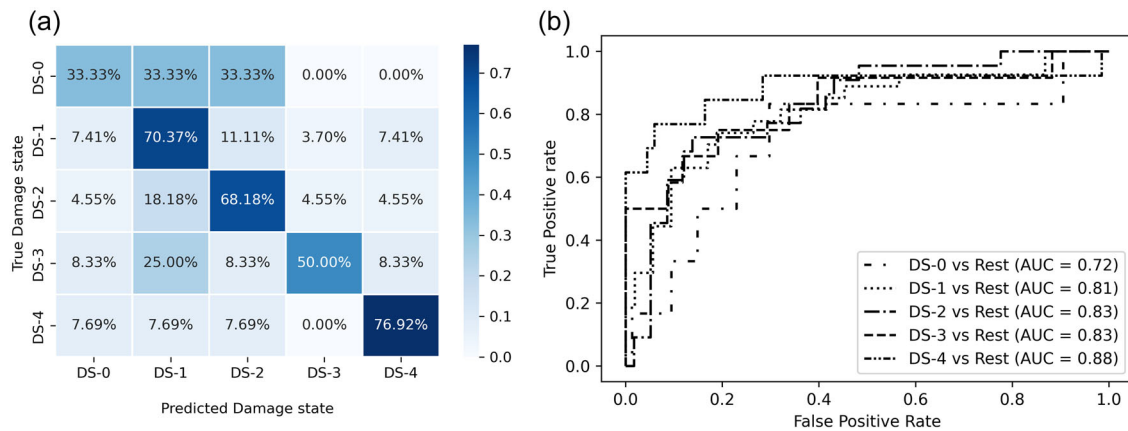 (a)
True Damage state
DS-0 33.33% 33.33% 33.33% 0.00% 0.00%
DS-1 7.41% 70.37% 11.11% 3.70% 7.41%
DS-2 4.55% 18.18% 68.18% 4.55% 4.55%
DS-3 8.33% 25.00% 8.33% 50.00% 8.33%
DS-4 7.69% 7.69% 7.69% 0.00% 76.92%
DS-0 DS-1 DS-2 DS-3 DS-4
Predicted Damage state
0.7
0.6
0.5
0.4
0.3
0.2
0.1
0.0
(b)
True Positive rate
1.0
0.8
0.6
0.4
0.2
0.0
DS-0 vs Rest (AUC = 0.72)
DS-1 vs Rest (AUC = 0.81)
DS-2 vs Rest (AUC = 0.83)
DS-3 vs Rest (AUC = 0.83)
DS-4 vs Rest (AUC = 0.88)
0.0 0.2 0.4 0.6 0.8 1.0
False Positive Rate